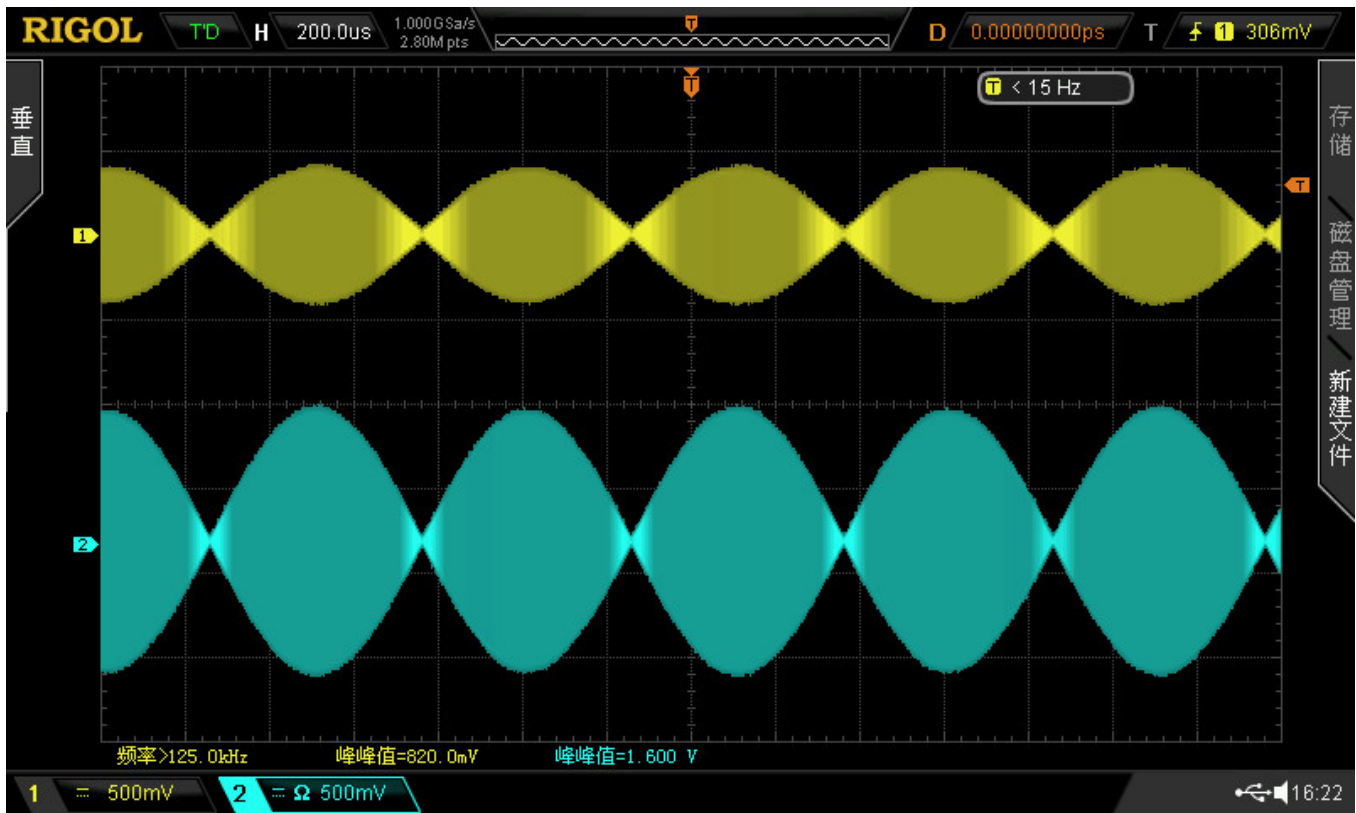 RIGOL T'D H 200.0us 1.000GSa/s 2.80M pts D 0.00000000ps T 1 306mV
T < 15 Hz
垂直
存储
磁盘管理
新建文件
T
T
1
2
频率>125.0kHz 峰峰值=820.0mV 峰峰值=1.600 V
1 = 500mV 2 = Ω 500mV 16:22